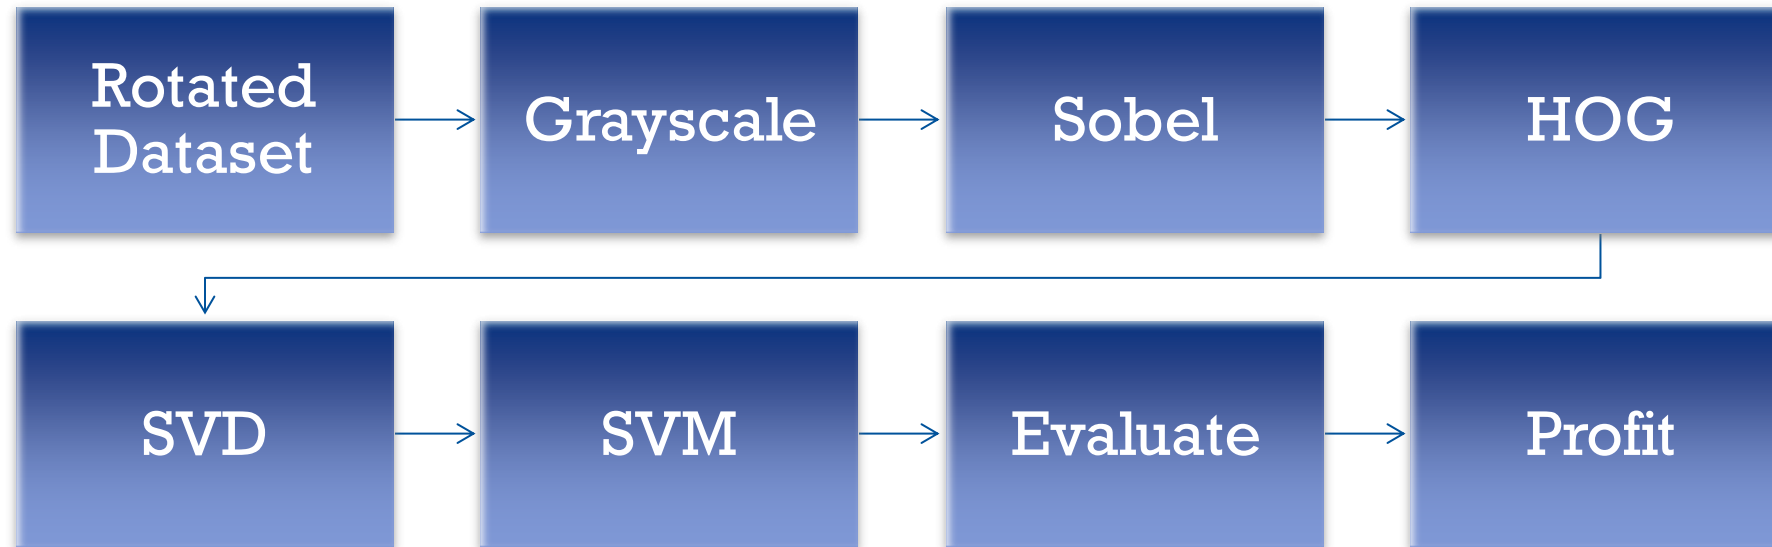 Rotated
Dataset
Grayscale
Sobel
HOG
SVD
SVM
Evaluate
Profit